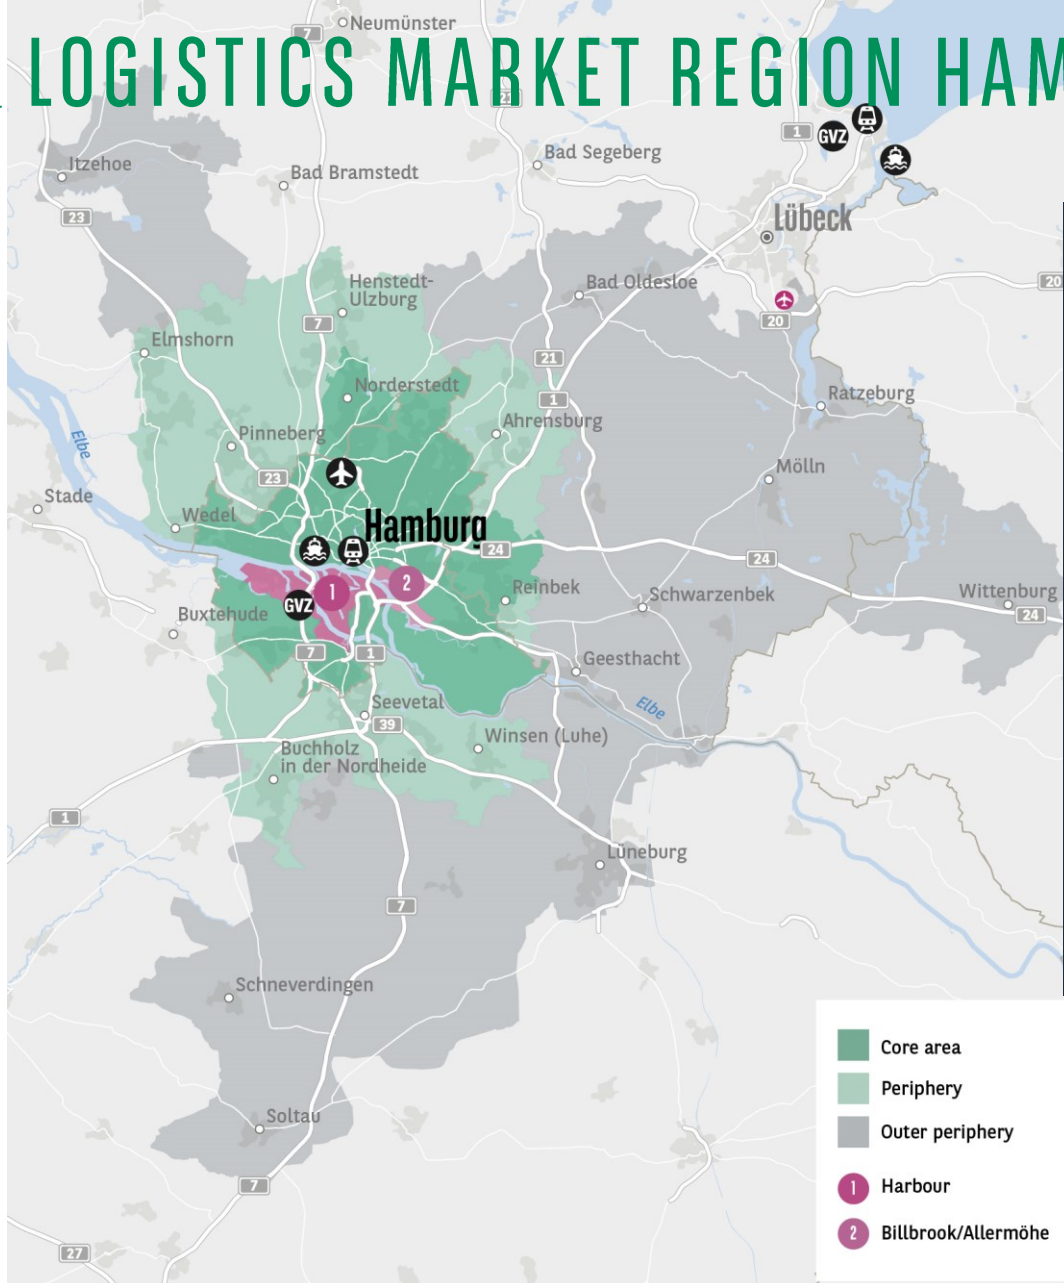 Neumünster
7
LOGISTICS MARKET REGION HAM
21
1
GVZ
Itzehoe
Bad Bramstedt
Bad Segeberg
23
Lübeck
Henstedt-
Ulzburg
Bad Oldesloe
20
20
7
Elmshorn
21
Norderstedt
1
Ratzeburg
Ahrensburg
Pinneberg
Elbe
23
Mölln
Stade
Wedel
Hamburg
24
24
2
1
Reinbek
Schwarzenbek
Wittenburg
GVZ
24
Buxtehude
7
1
Geesthacht
Seevetal
Elbe
39
Winsen (Luhe)
Buchholz
in der Nordheide
1
Lüneburg
7
Schneverdingen
Soltau
7
27
Core area
Periphery
Outer periphery
1 Harbour
2 Billbrook/Allermöhe